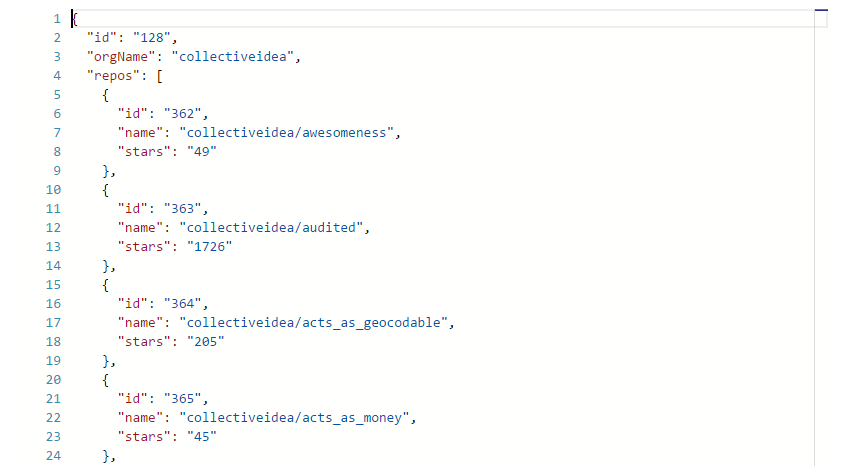 1 {
2 "id": "128",
3 "orgName": "collectiveidea",
4 "repos": [
5 {
6 "id": "362",
7 "name": "collectiveidea/awesomeness",
8 "stars": "49"
9 },
10 {
11 "id": "363",
12 "name": "collectiveidea/audited",
13 "stars": "1726"
14 },
15 {
16 "id": "364",
17 "name": "collectiveidea/acts_as_geocodable",
18 "stars": "205"
19 },
20 {
21 "id": "365",
22 "name": "collectiveidea/acts_as_money",
23 "stars": "45"
24 },